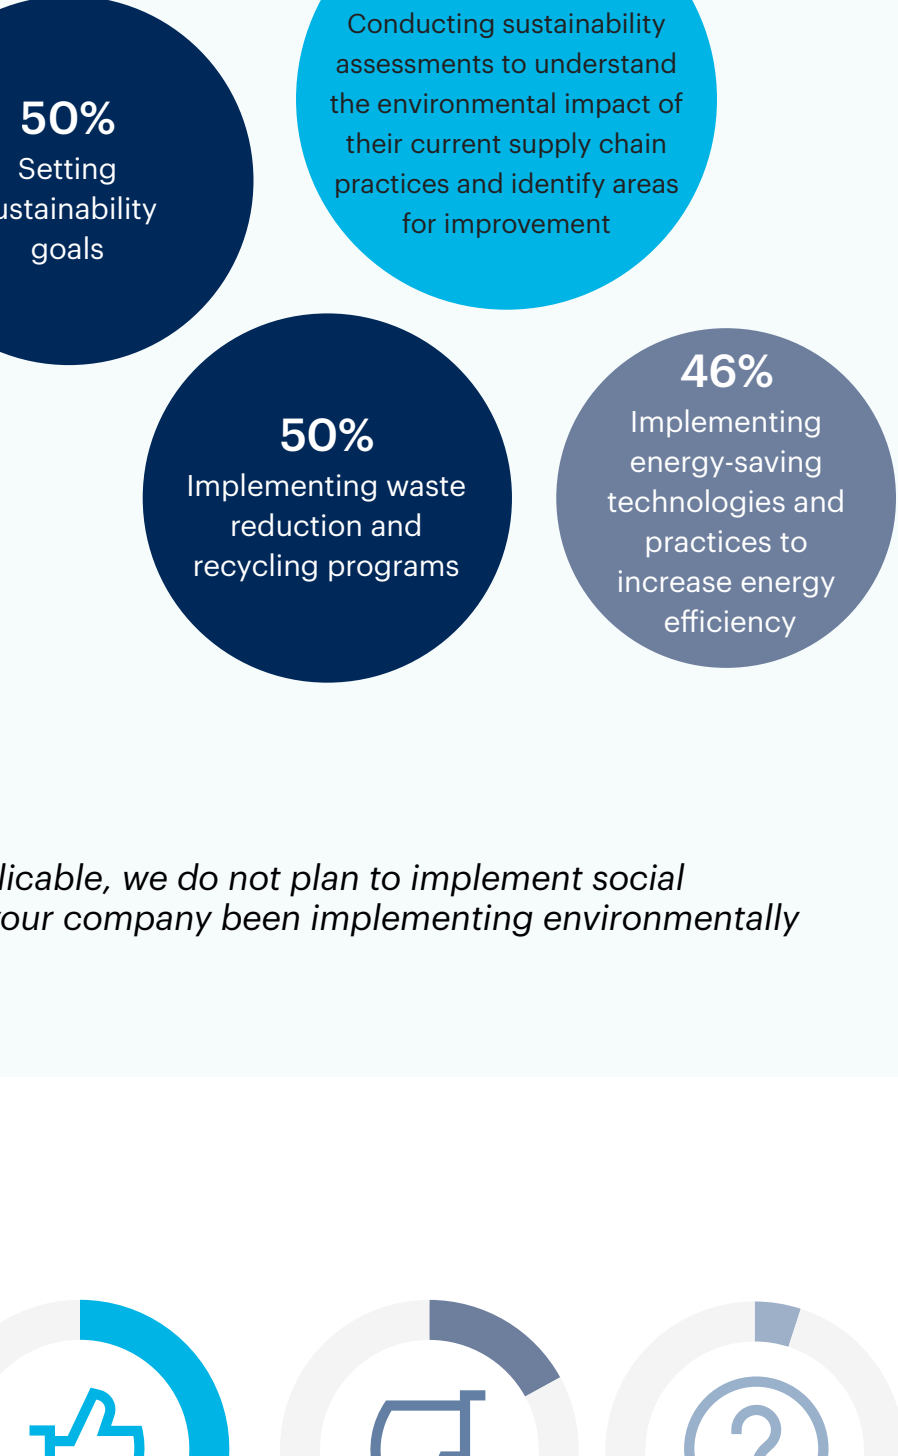 Conducting sustainability
assessments to understand
the environmental impact of
their current supply chain
practices and identify areas
for improvement
50%
Setting
ustainability
goals
50%
Implementing waste
reduction and
recycling programs
46%
Implementing
energy-saving
technologies and
practices to
increase energy
efficiency
licable, we do not plan to implement social
our company been implementing environmentally
?